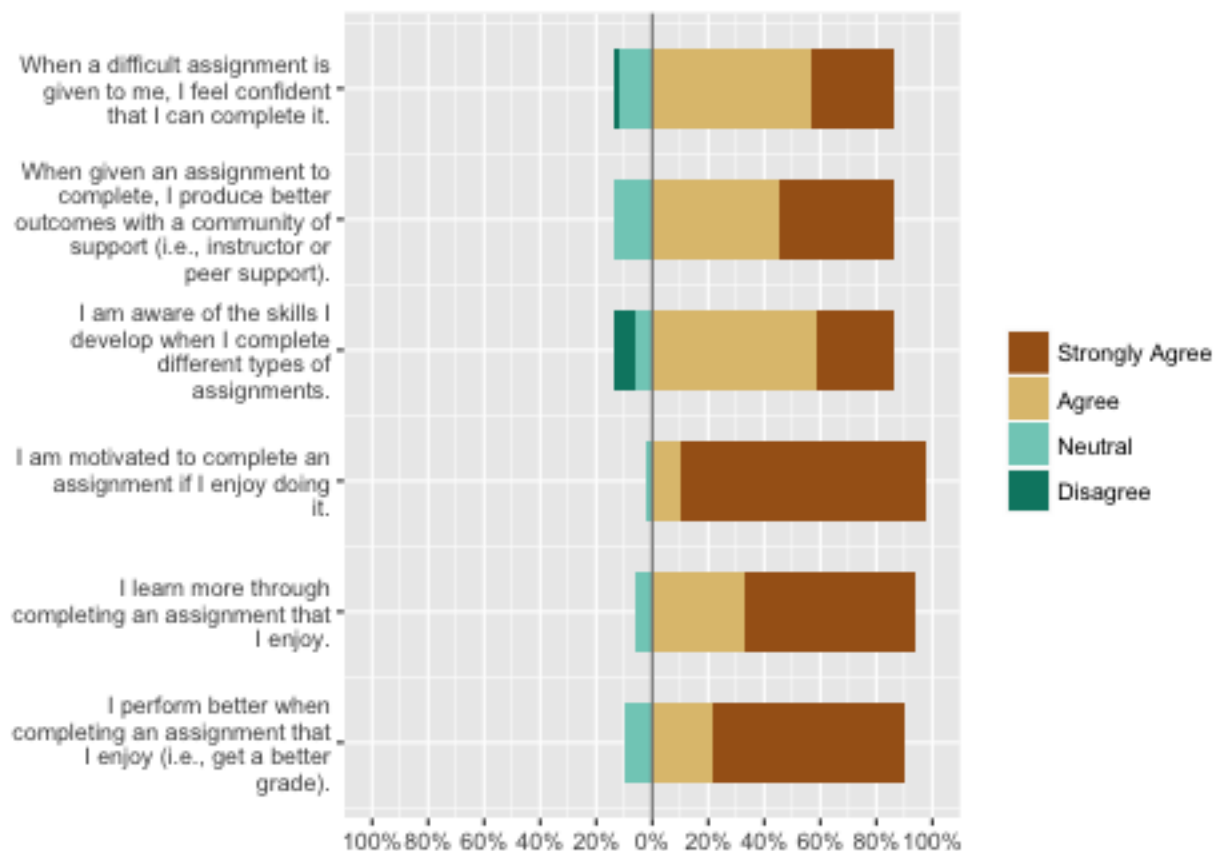 When a difficult assignment is
given to me, I feel confident
that I can complete it.
When given an assignment to
complete, I produce better
outcomes with a community of
support (i.e., instructor or
peer support).
I am aware of the skills I
develop when I complete
different types of
assignments.
I am motivated to complete an
assignment if I enjoy doing
it.
I learn more through
completing an assignment that
I enjoy.
I perform better when
completing an assignment that
I enjoy (i.e., get a better
grade).
100% 80% 60% 40% 20% 0% 20% 40% 60% 80% 100%
Strongly Agree
Agree
Neutral
Disagree